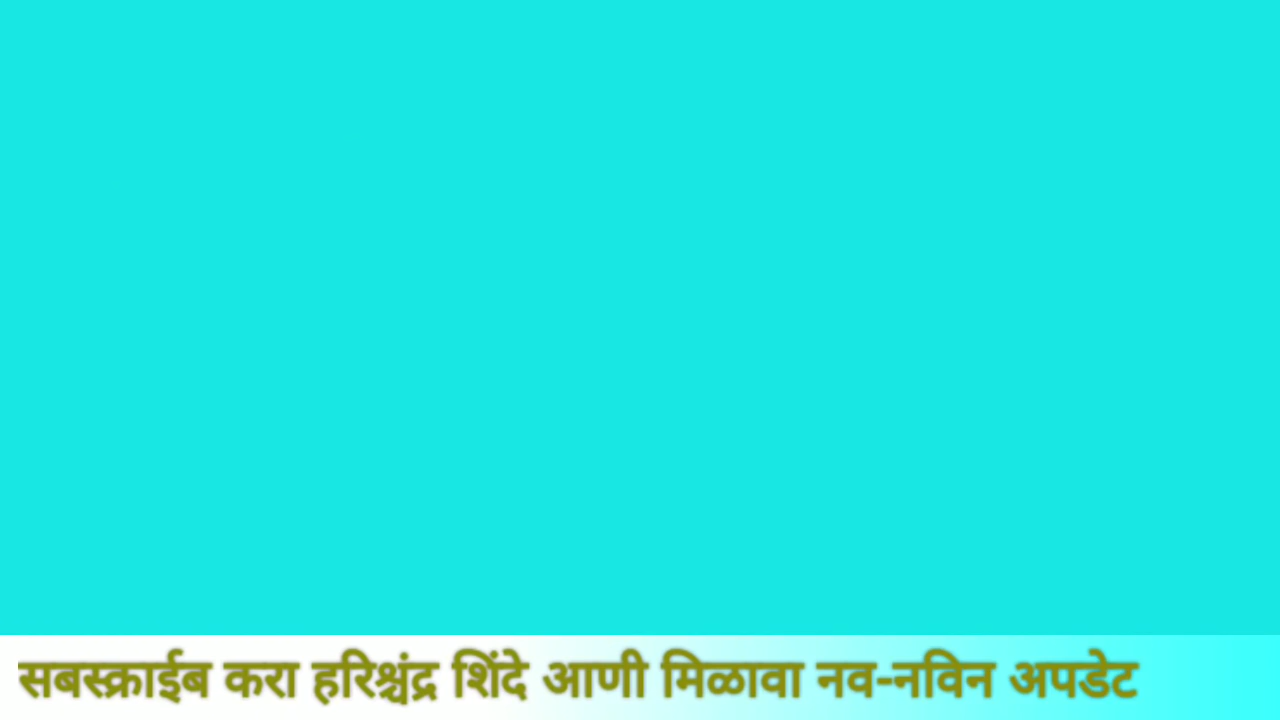 सबस्क्राईब करा हरिश्चंद्र शिंदे आणी मिळावा नव-नविन अपडेट